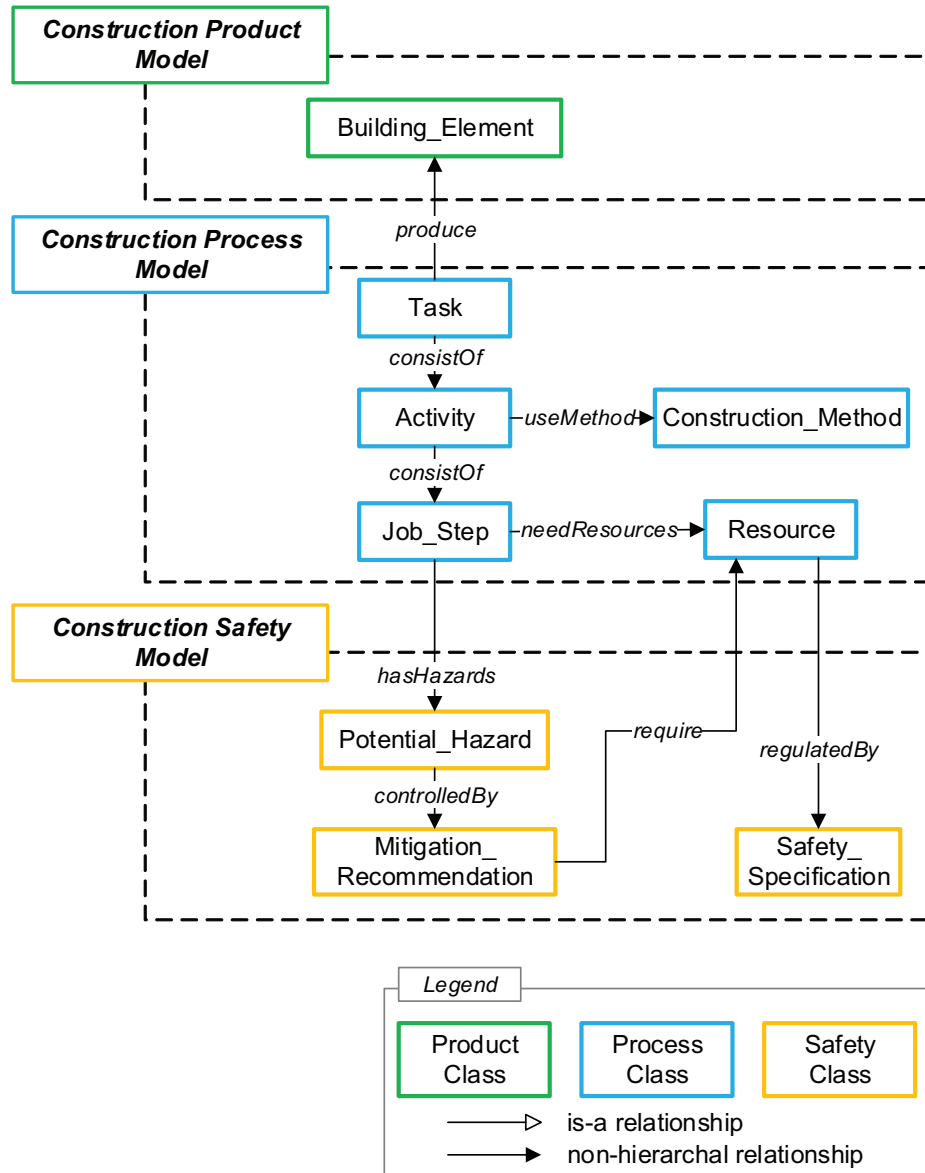 Construction Product
Model
Building_Element
produce
Construction Process
Model
Task
consistOf
Activity
useMethod
Construction_Method
consistOf
Job_Step
needResources
Resource
Construction Safety
Model
hasHazards
Potential_Hazard
require
regulatedBy
controlledBy
Mitigation_
Recommendation
Safety_
Specification
Legend
Product
Class
Process
Class
Safety
Class
is-a relationship
non-hierarchal relationship